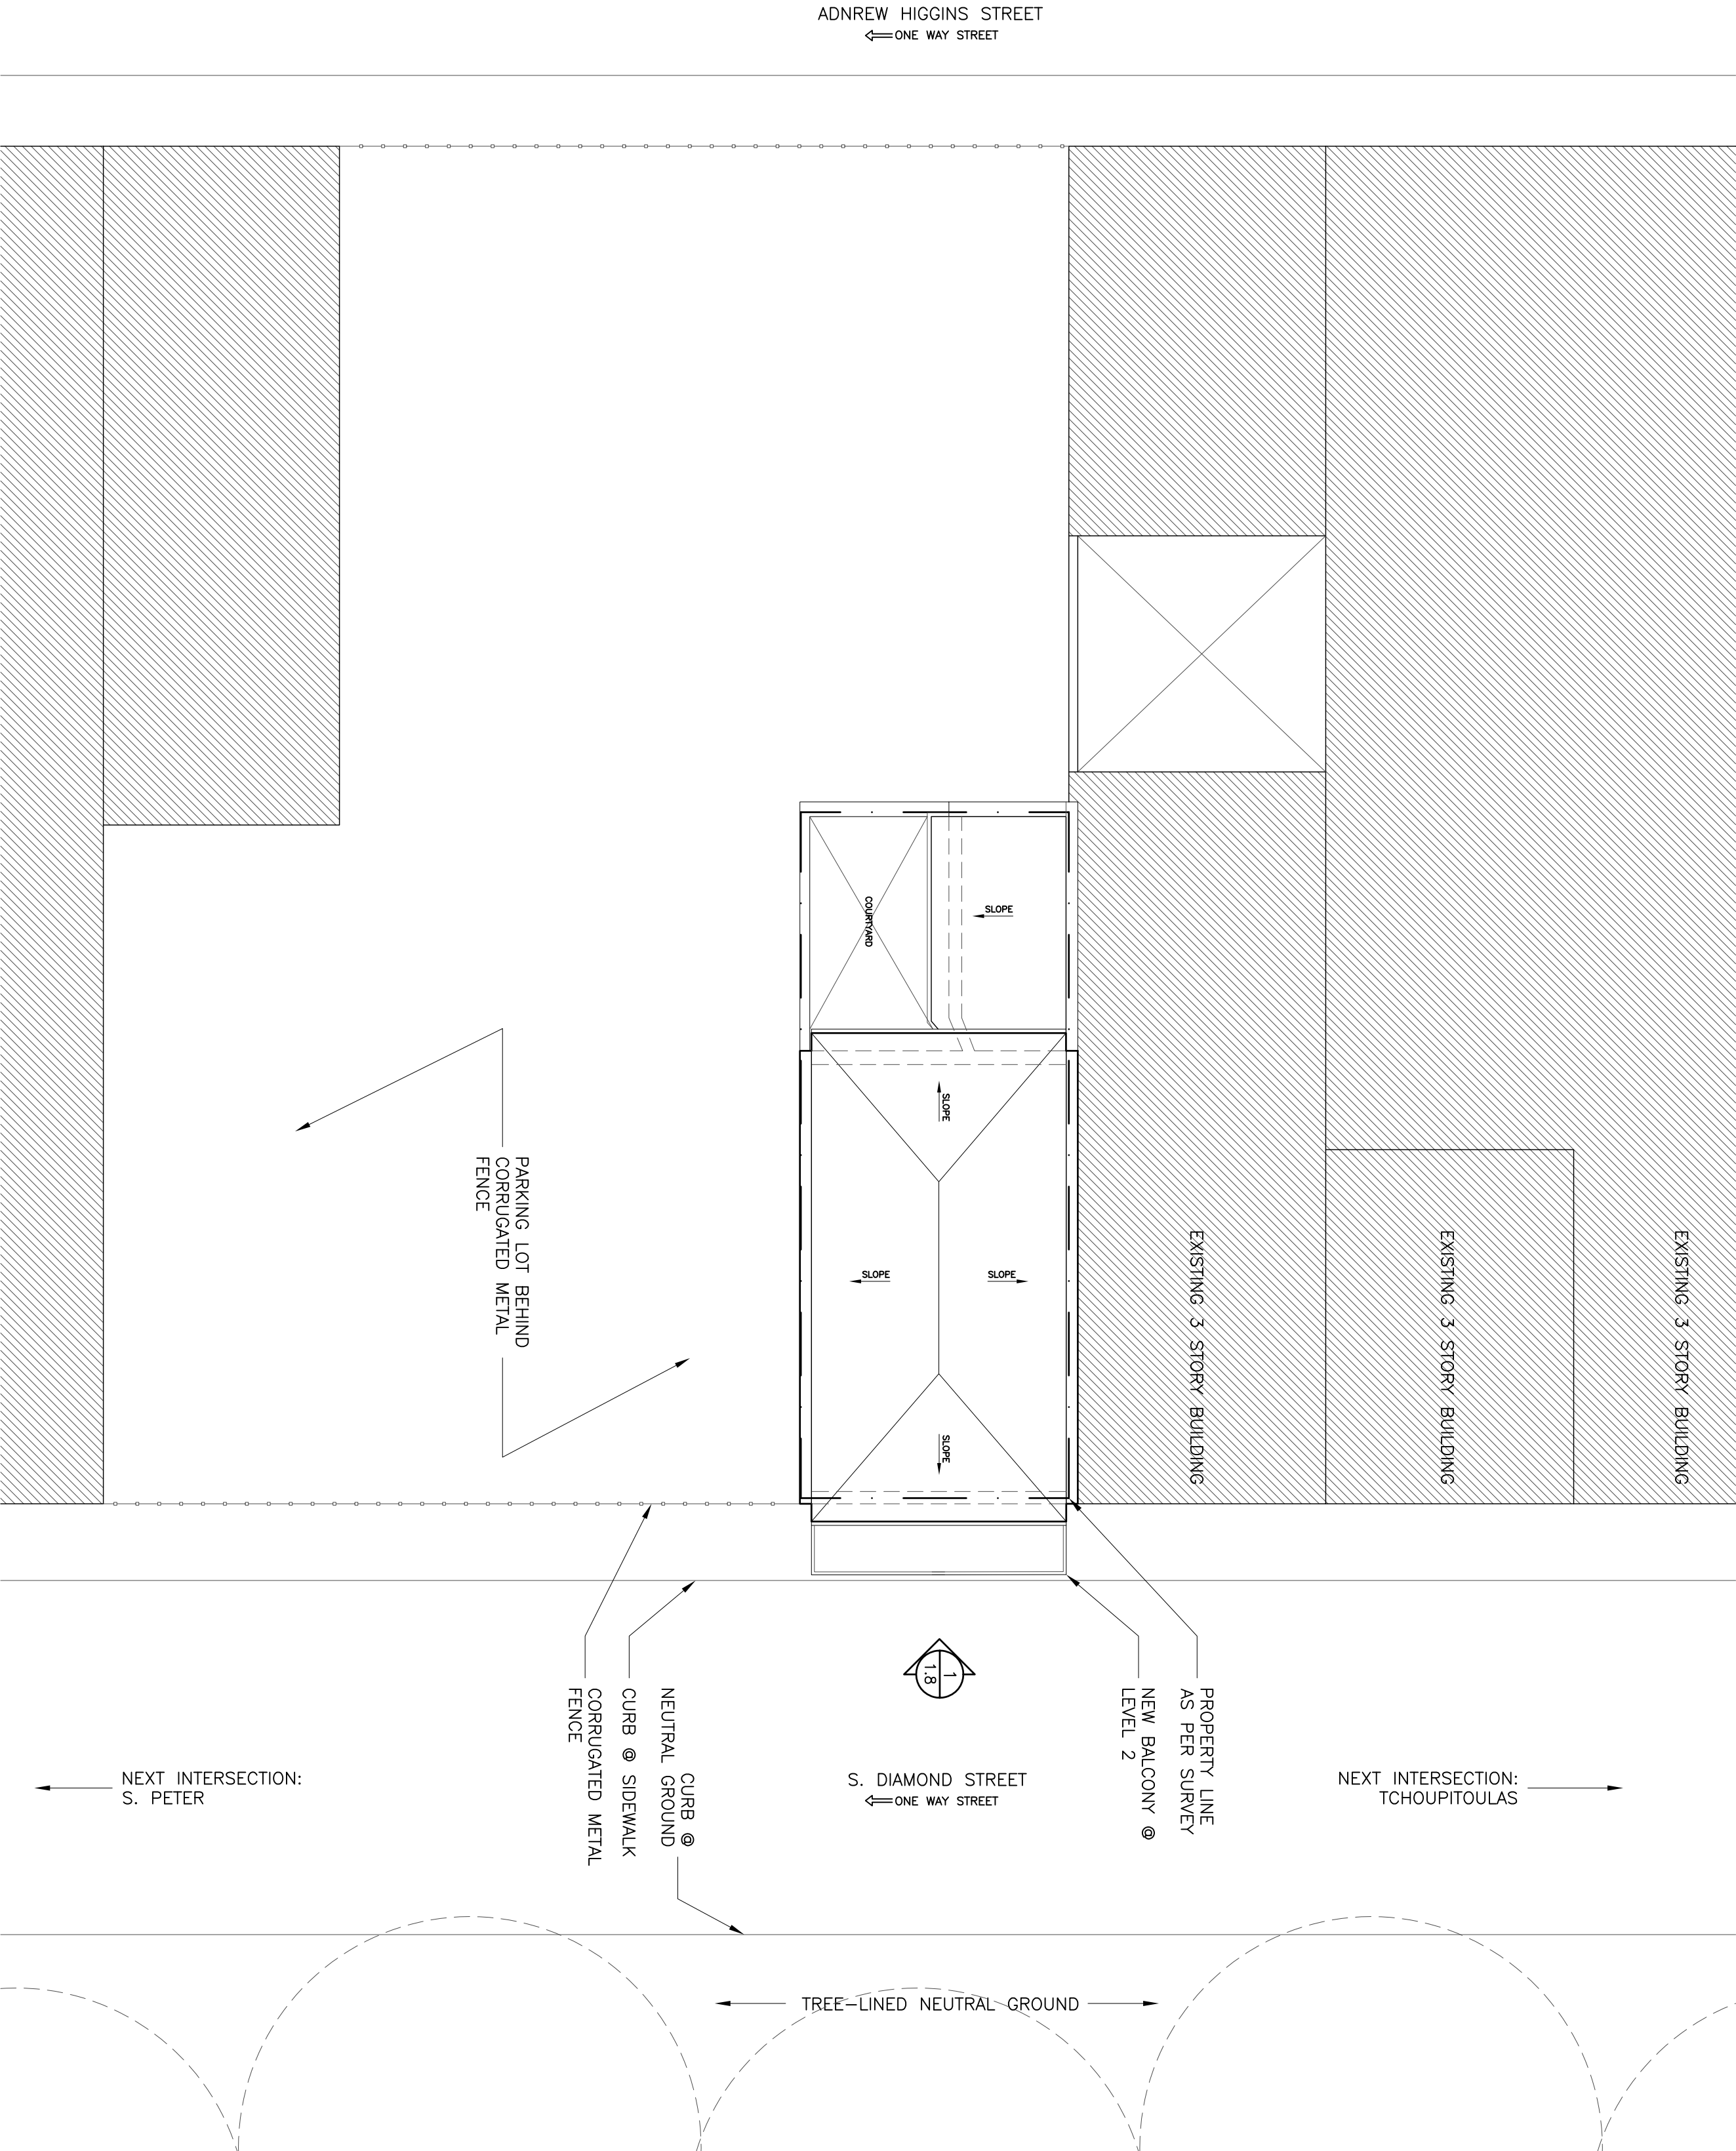 ADNREW HIGGINS STREET
ONE WAY STREET
COURTYARD
SLOPE
SLOPE
SLOPE
SLOPE
SLOPE
PARKING LOT BEHIND
CORRUGATED METAL
FENCE
EXISTING 3 STORY BUILDING
EXISTING 3 STORY BUILDING
EXISTING 3 STORY BUILDING
1
1.8
PROPERTY LINE
AS PER SURVEY
NEW BALCONY @
LEVEL 2
CURB @
NEUTRAL GROUND
CURB @ SIDEWALK
CORRUGATED METAL
FENCE
NEXT INTERSECTION:
S. PETER
S. DIAMOND STREET
ONE WAY STREET
NEXT INTERSECTION:
TCHOUPITOULAS
TREE-LINED NEUTRAL GROUND